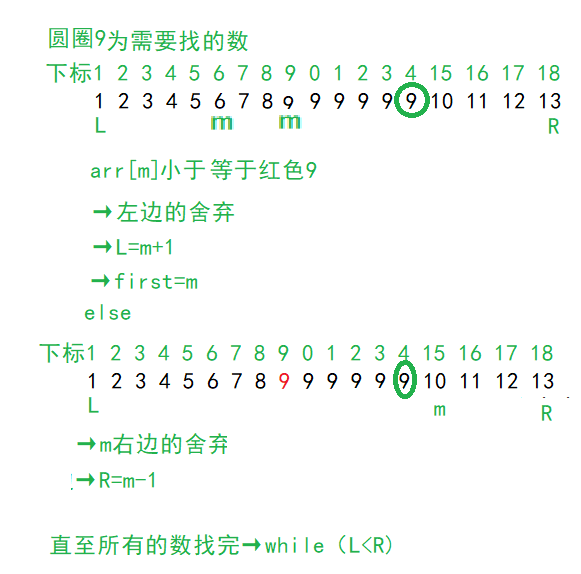 圆圈9为需要找的数
下标1 2 3 4 5 6 7 8 9 0 1 2 3 4 15 16 17 18
1 2 3 4 5 6 7 8 9 9 9 9 9 9 10 11 12 13
L m m R
arr[m]小于等于红色9
→左边的舍弃
→L=m+1
→first=m
else
下标1 2 3 4 5 6 7 8 9 0 1 2 3 4 15 16 17 18
1 2 3 4 5 6 7 8 9 9 9 9 9 9 10 11 12 13
L m R
→m右边的舍弃
→R=m-1
直至所有的数找完→while（L<R）